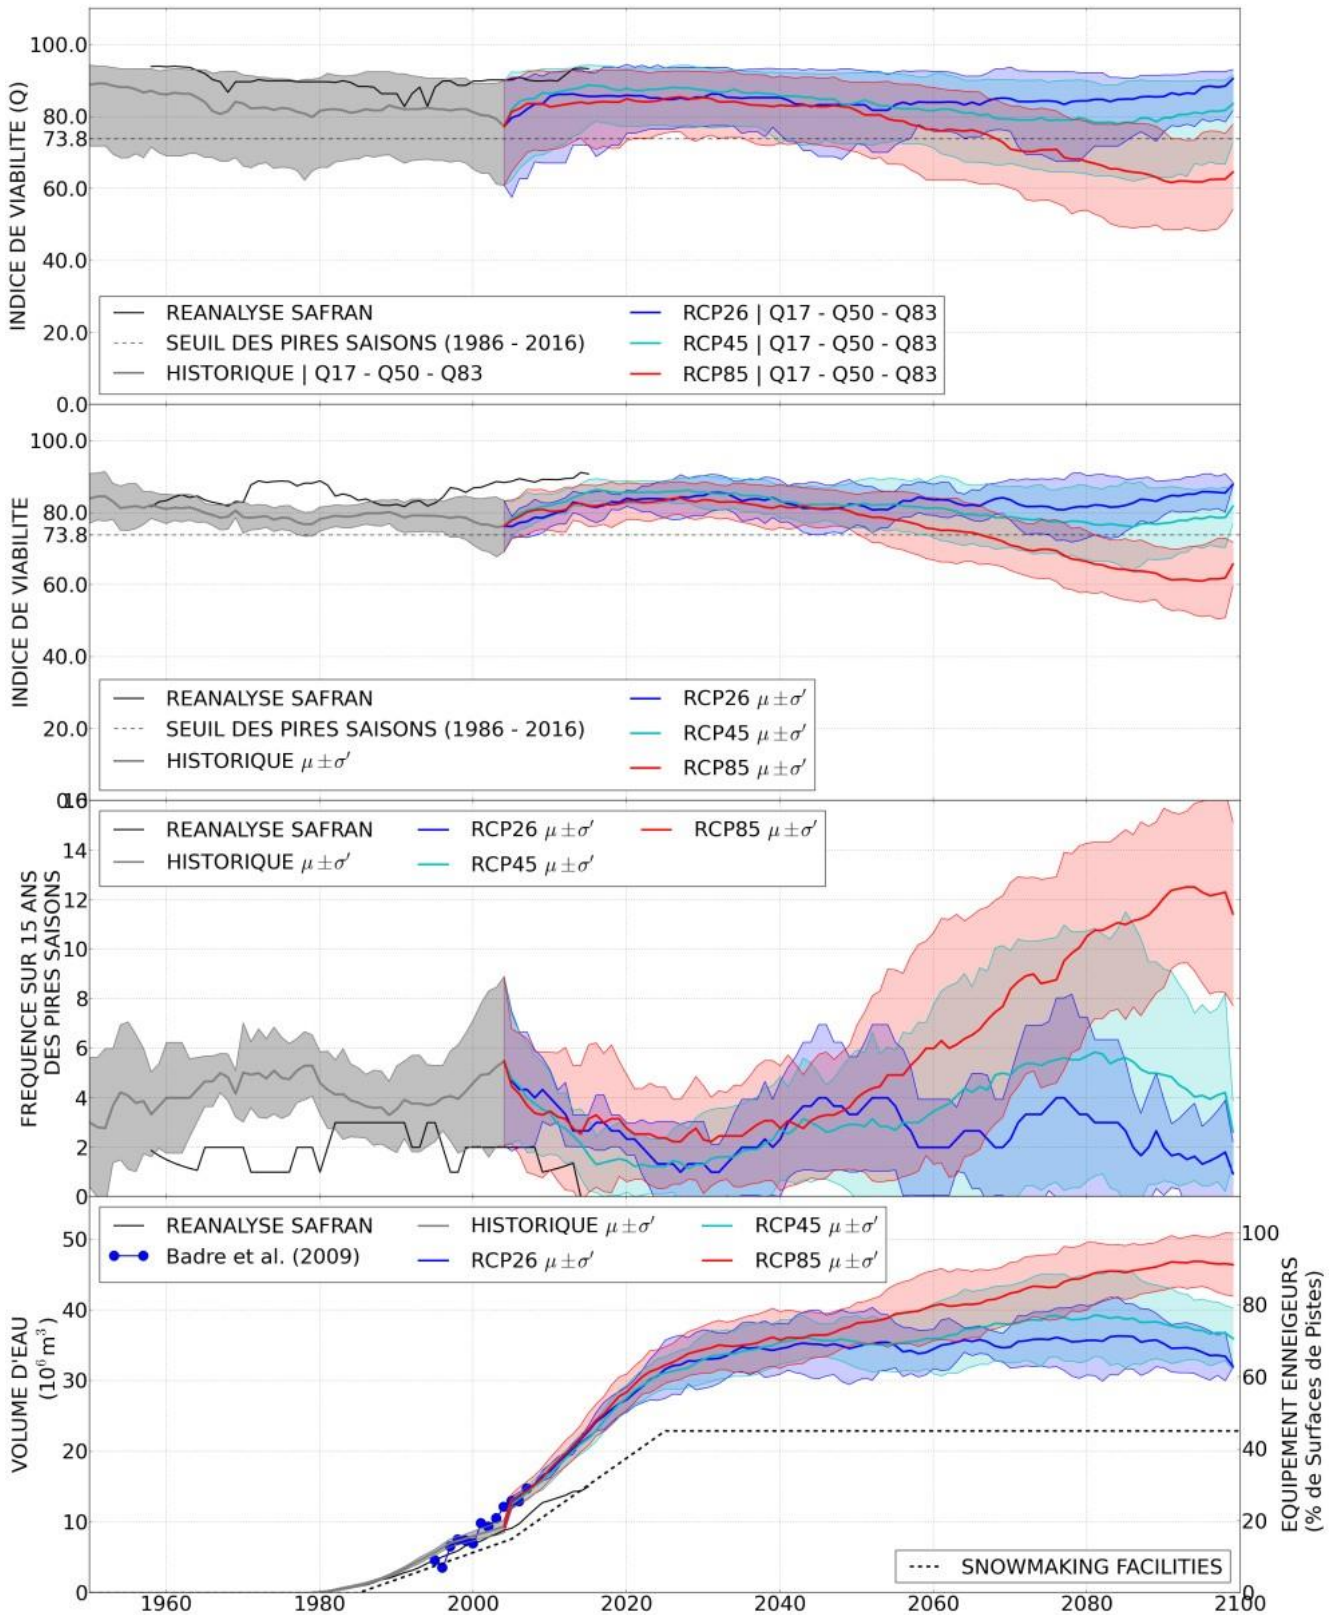 100.0
80.0
73.8
60.0
40.0
20.0
0.0
INDICE DE VIABILITE (Q)
REANALYSE SAFRAN
SEUIL DES PIRES SAISONS (1986 - 2016)
HISTORIQUE | Q17 - Q50 - Q83
RCP26 | Q17 - Q50 - Q83
RCP45 | Q17 - Q50 - Q83
RCP85 | Q17 - Q50 - Q83
100.0
80.0
73.8
60.0
40.0
20.0
INDICE DE VIABILITE
REANALYSE SAFRAN
SEUIL DES PIRES SAISONS (1986 - 2016)
HISTORIQUE μ±σ′
RCP26 μ±σ′
RCP45 μ±σ′
RCP85 μ±σ′
14
12
10
8
6
4
2
0
FREQUENCE SUR 15 ANS
DES PIRES SAISONS
REANALYSE SAFRAN
HISTORIQUE μ±σ′
RCP26 μ±σ′
RCP45 μ±σ′
RCP85 μ±σ′
50
40
30
20
10
0
VOLUME D'EAU
(10⁶ m³)
REANALYSE SAFRAN
Badre et al. (2009)
HISTORIQUE μ±σ′
RCP26 μ±σ′
RCP45 μ±σ′
RCP85 μ±σ′
100
80
60
40
20
0
EQUIPEMENT ENNEIGEURS
(% de Surfaces de Pistes)
SNOWMAKING FACILITIES
1960
1980
2000
2020
2040
2060
2080
2100